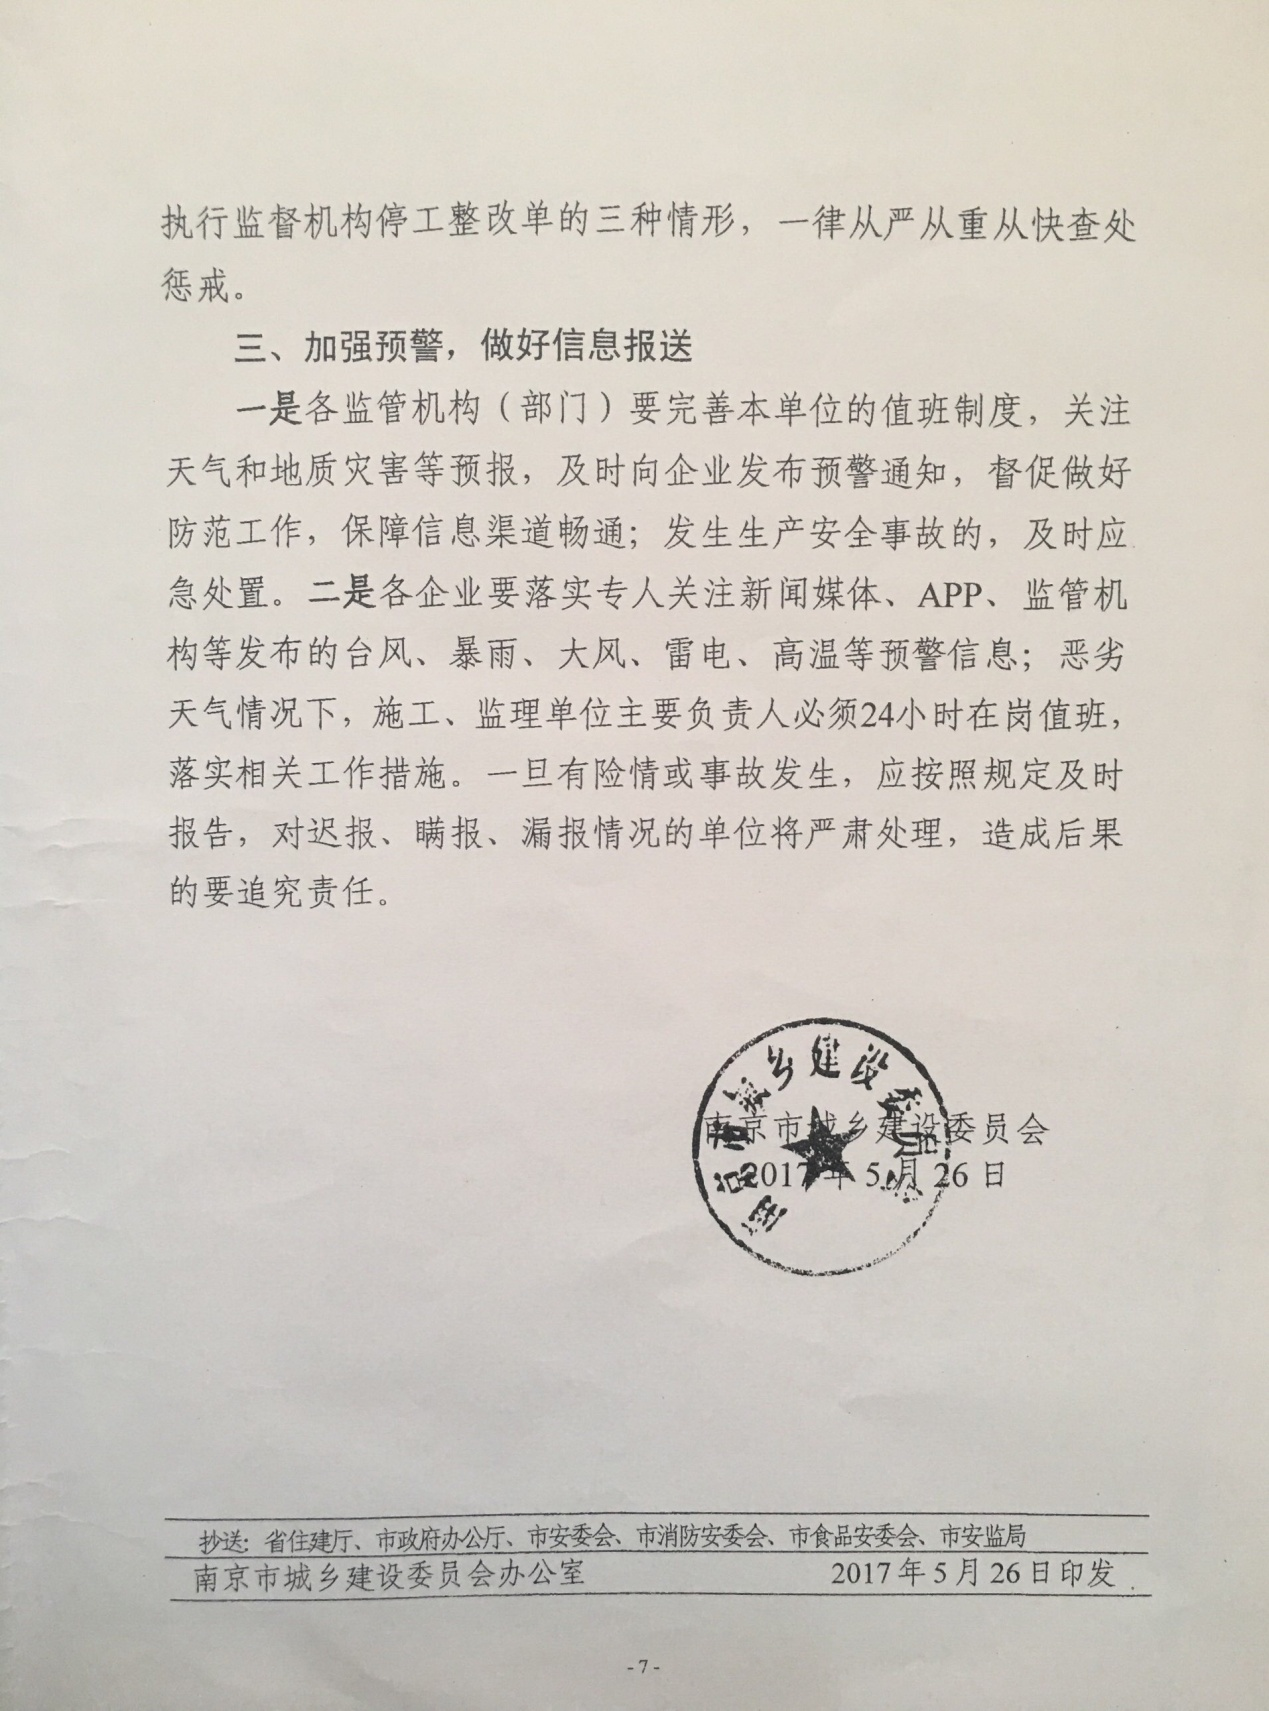 执行监督机构停工整改单的三种情形，一律从严从重从快查处
惩戒。
三、加强预警，做好信息报送
一是各监管机构（部门）要完善本单位的值班制度，关注
天气和地质灾害等预报，及时向企业发布预警通知，督促做好
防范工作，保障信息渠道畅通；发生生产安全事故的，及时应
急处置。二是各企业要落实专人关注新闻媒体、APP、监管机
构等发布的台风、暴雨、大风、雷电、高温等预警信息；恶劣
天气情况下，施工、监理单位主要负责人必须24小时在岗值班，
落实相关工作措施。一旦有险情或事故发生，应按照规定及时
报告，对迟报、瞒报、漏报情况的单位将严肃处理，造成后果
的要追究责任。
南京市城乡建设委员会
南京市城乡建设委员会
2017年5月26日
抄送：省住建厅、市政府办公厅、市安委会、市消防安委会、市食品安委会、市安监局
南京市城乡建设委员会办公室 2017年5月26日印发
-7-